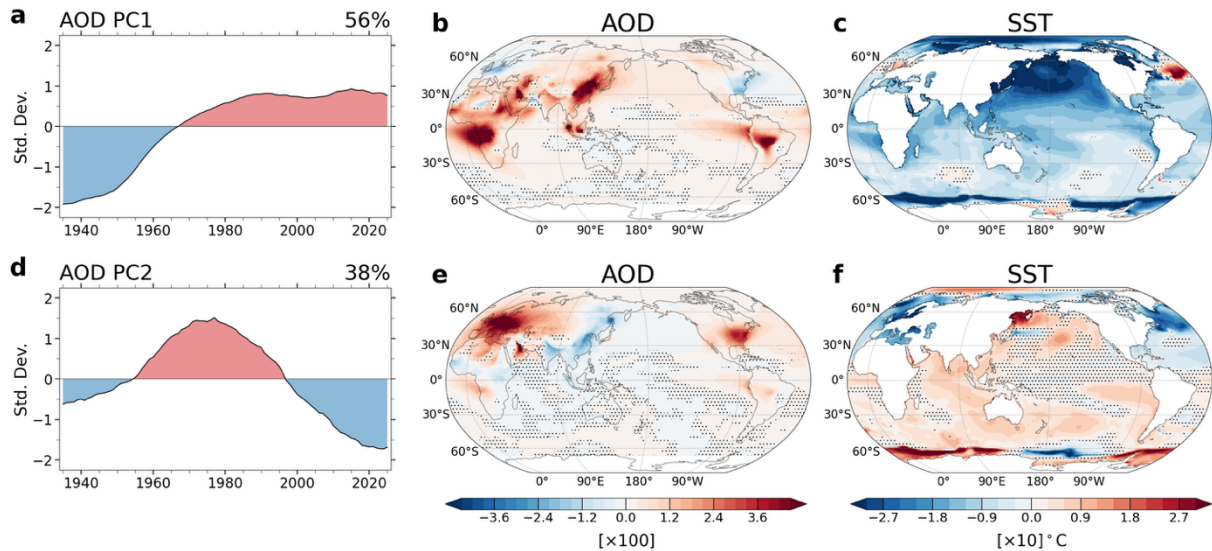 a AOD PC1 56%
2
1
0
−1
−2
Std. Dev.
1940 1960 1980 2000 2020
b AOD
60°N
30°N
0°
30°S
60°S
0° 90°E 180° 90°W
c SST
60°N
30°N
0°
30°S
60°S
0° 90°E 180° 90°W
d AOD PC2 38%
2
1
0
−1
−2
Std. Dev.
1940 1960 1980 2000 2020
e AOD
60°N
30°N
0°
30°S
60°S
0° 90°E 180° 90°W
f SST
60°N
30°N
0°
30°S
60°S
0° 90°E 180° 90°W
−3.6 −2.4 −1.2 0.0 1.2 2.4 3.6
[×100]
−2.7 −1.8 −0.9 0.0 0.9 1.8 2.7
[×10]°C